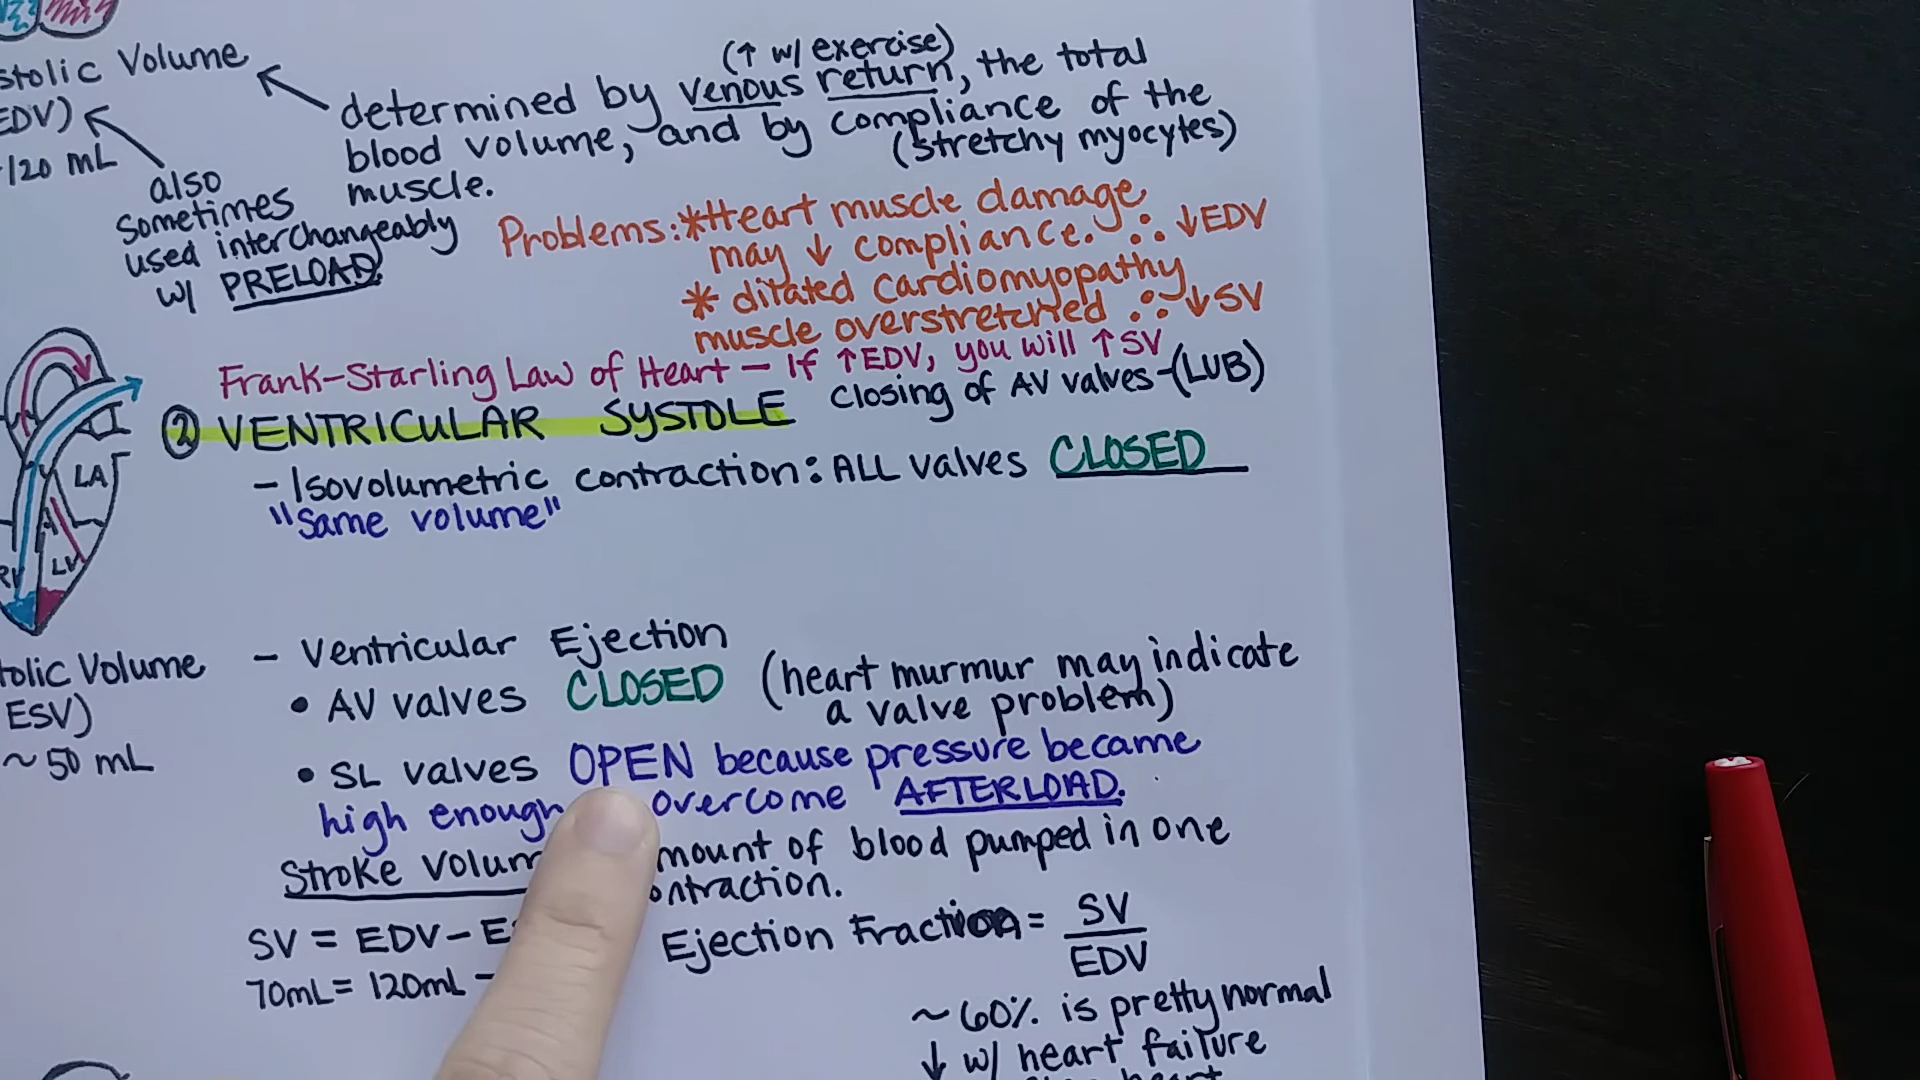 stolic Volume
EDV)
120 mL
also
sometimes
used interchangeably
w/ PRELOAD.
(↑ w/ exercise)
determined by venous return, the total
blood volume, and by compliance of the
(stretchy myocytes)
muscle.
Problems: *Heart muscle damage
may ↓ compliance. ∴ ↓EDV
* dilated cardiomyopathy
muscle overstretched ∴ ↓SV
Frank-Starling Law of Heart - If ↑EDV, you will ↑SV
② VENTRICULAR SYSTOLE closing of AV valves-(LUB)
- Isovolumetric contraction: ALL valves CLOSED
"Same volume"
LA
RV
LV
tolic Volume
ESV)
~50 mL
- Ventricular Ejection
• AV valves CLOSED (heart murmur may indicate
a valve problem)
• SL valves OPEN because pressure became
high enough overcome AFTERLOAD.
Stroke Volum mount of blood pumped in one
ontraction.
SV = EDV - E
70mL = 120mL -
Ejection Fraction = SV
EDV
~60% is pretty normal
↓ w/ heart failure
heart